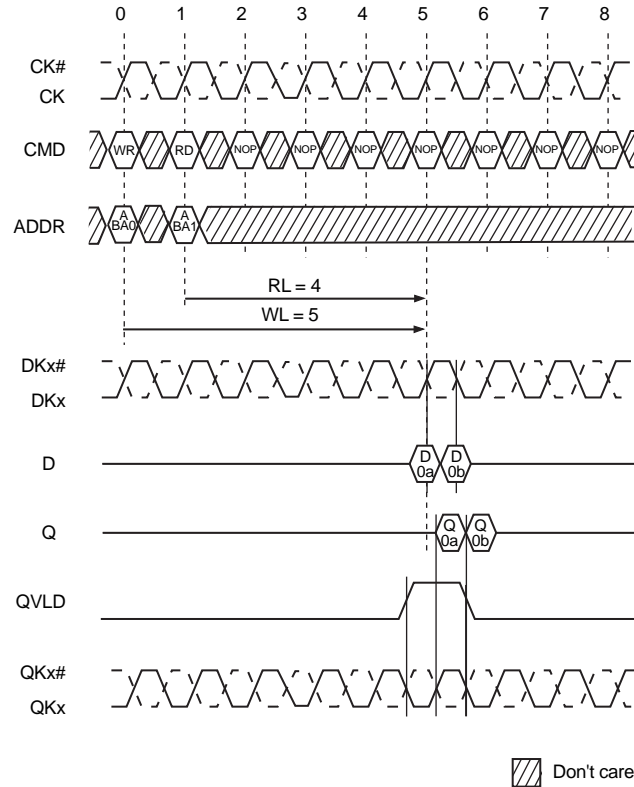 0 1 2 3 4 5 6 7 8
CK#
CK
CMD WR RD NOP NOP NOP NOP NOP NOP NOP
ADDR A BA0 A BA1
RL = 4
WL = 5
DKx#
DKx
D D 0a D 0b
Q Q 0a Q 0b
QVLD
QKx#
QKx
Don't care